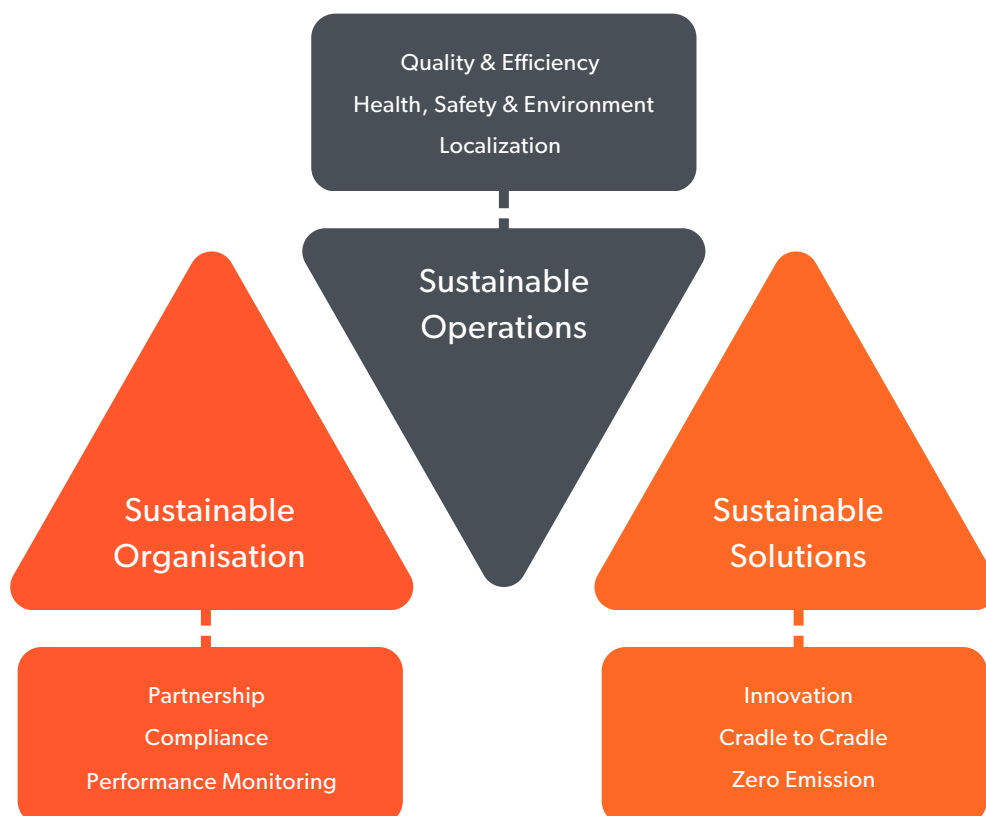 Quality & Efficiency
Health, Safety & Environment
Localization
Sustainable
Operations
Sustainable
Organisation
Sustainable
Solutions
Partnership
Compliance
Performance Monitoring
Innovation
Cradle to Cradle
Zero Emission